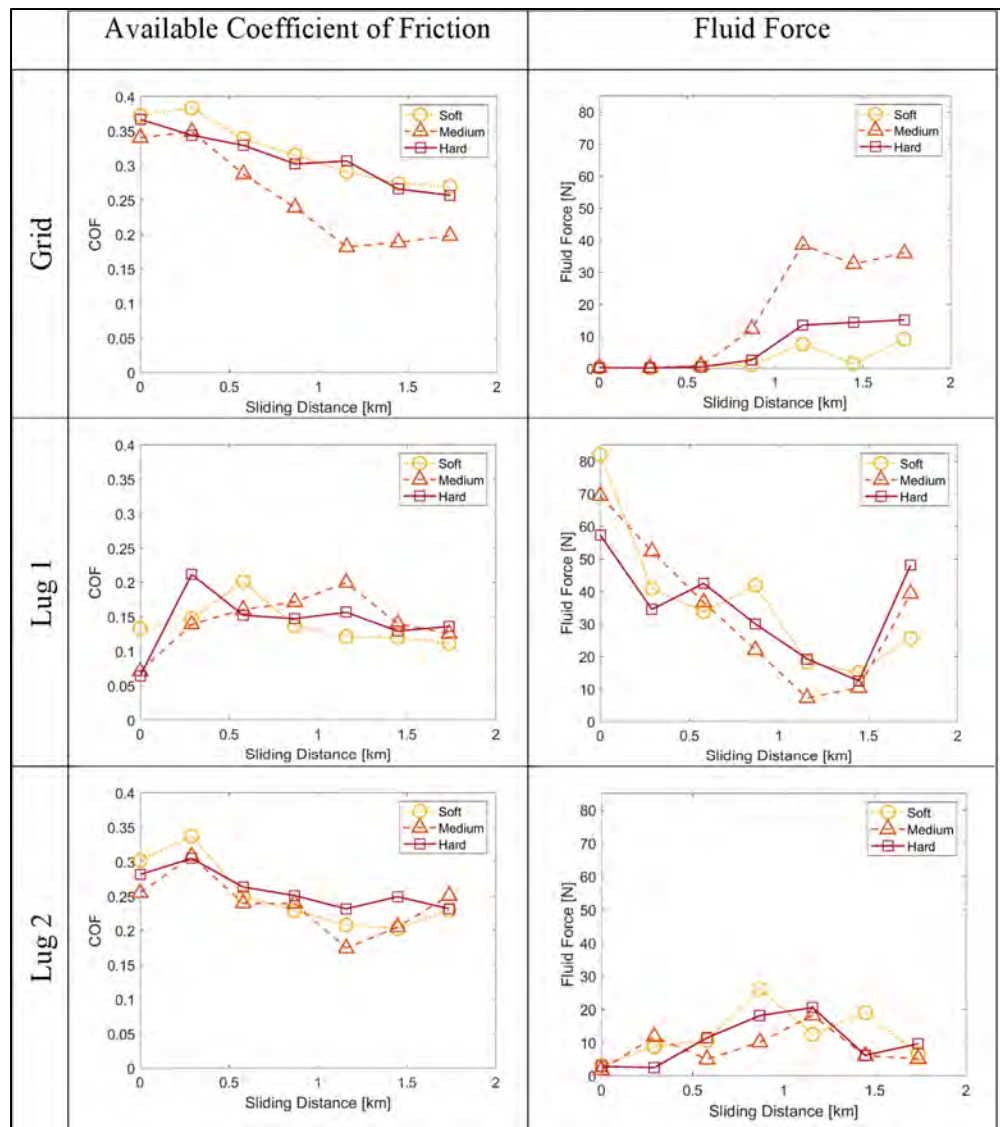 Available Coefficient of Friction
Fluid Force
Grid
0.4
0.35
0.3
0.25
0.2
0.15
0.1
0.05
0
COF
0 0.5 1 1.5 2
Sliding Distance [km]
Soft
Medium
Hard
80
70
60
50
40
30
20
10
0
Fluid Force [N]
0 0.5 1 1.5 2
Sliding Distance [km]
Soft
Medium
Hard
Lug 1
0.4
0.35
0.3
0.25
0.2
0.15
0.1
0.05
0
COF
0 0.5 1 1.5 2
Sliding Distance [km]
Soft
Medium
Hard
80
70
60
50
40
30
20
10
0
Fluid Force [N]
0 0.5 1 1.5 2
Sliding Distance [km]
Soft
Medium
Hard
Lug 2
0.4
0.35
0.3
0.25
0.2
0.15
0.1
0.05
0
COF
0 0.5 1 1.5 2
Sliding Distance [km]
Soft
Medium
Hard
80
70
60
50
40
30
20
10
0
Fluid Force [N]
0 0.5 1 1.5 2
Sliding Distance [km]
Soft
Medium
Hard